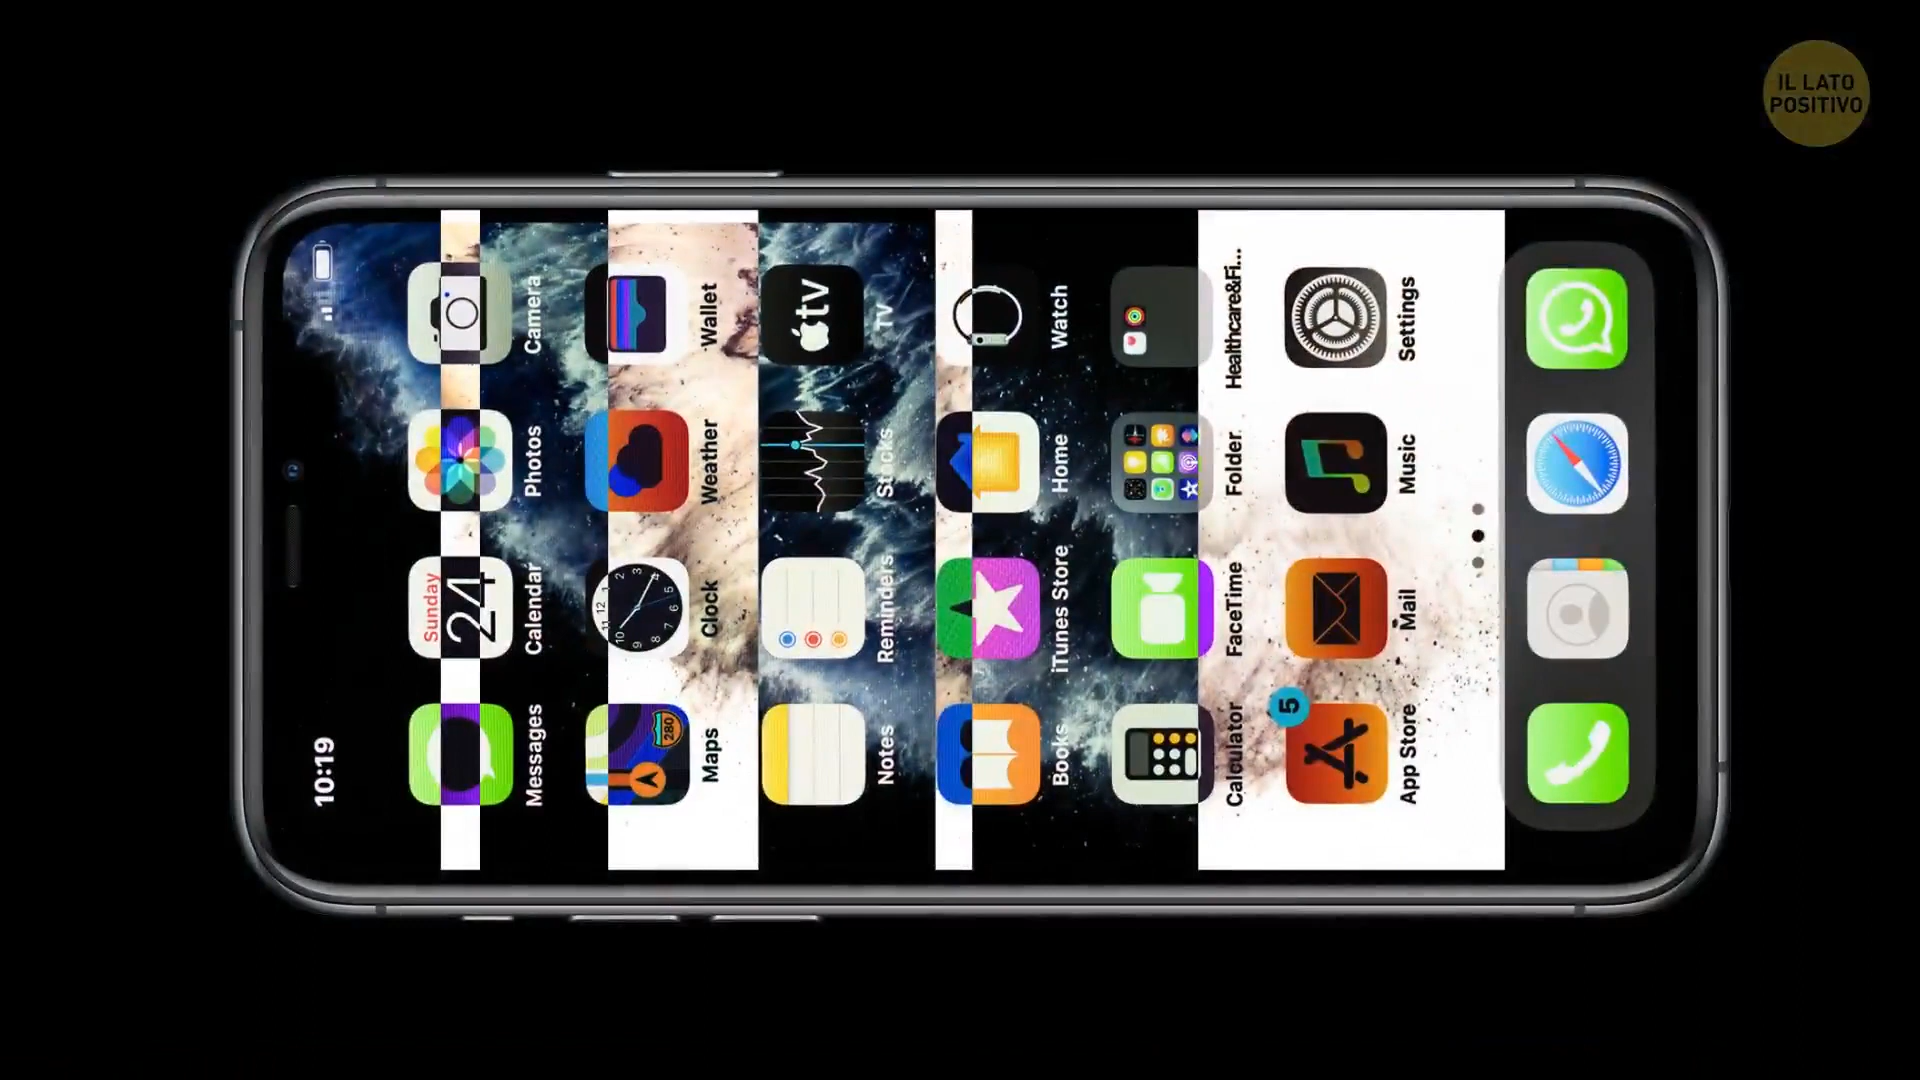 IL LATO
POSITIVO
10:19
Messages
Sunday
24
Calendar
Photos
Camera
Maps
280
Clock
Weather
Wallet
Notes
Reminders
Stocks
tv
TV
Books
iTunes Store
Home
Watch
Calculator
FaceTime
Folder
Healthcare&Fi...
5
App Store
Mail
Music
Settings